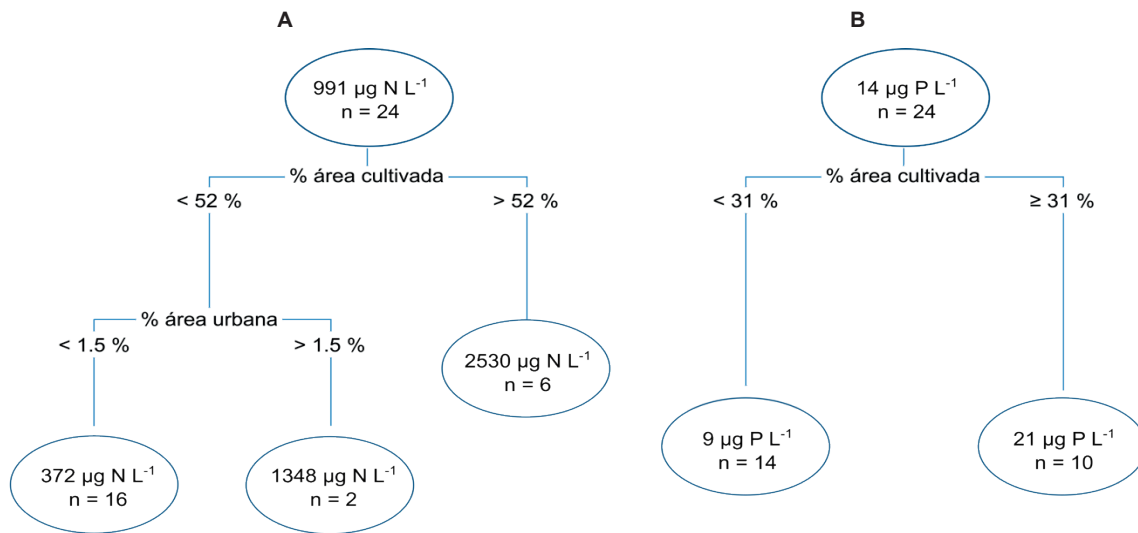 A
991 µg N L⁻¹
n = 24
% área cultivada
< 52 %
> 52 %
% área urbana
< 1.5 %
> 1.5 %
2530 µg N L⁻¹
n = 6
372 µg N L⁻¹
n = 16
1348 µg N L⁻¹
n = 2
B
14 µg P L⁻¹
n = 24
% área cultivada
< 31 %
≥ 31 %
9 µg P L⁻¹
n = 14
21 µg P L⁻¹
n = 10